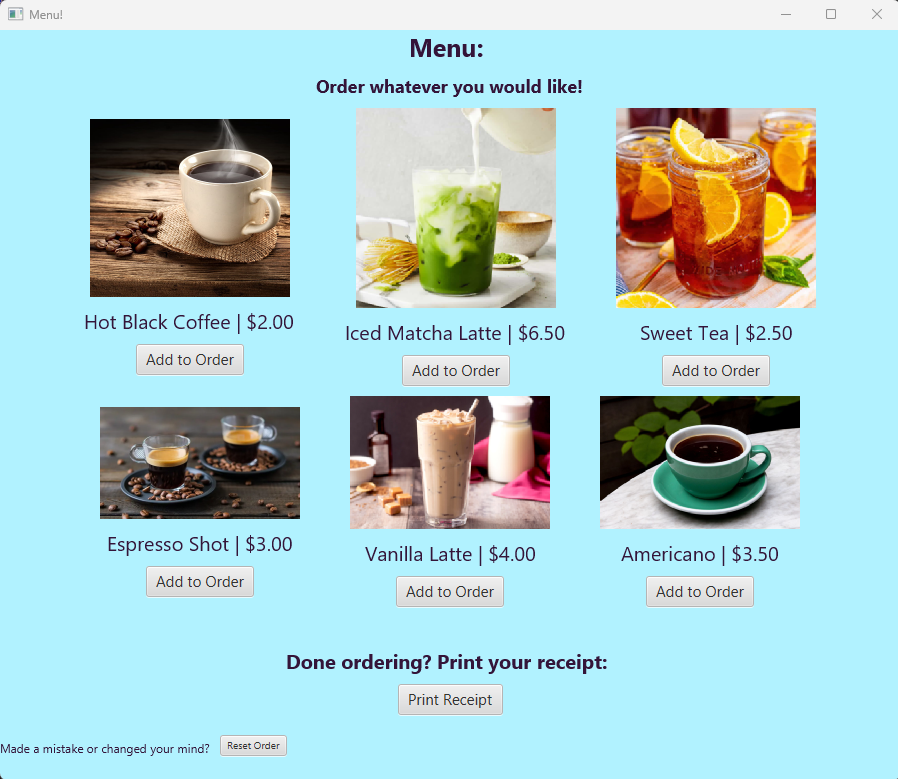 Menu!
Menu:
Order whatever you would like!
Hot Black Coffee | $2.00
Iced Matcha Latte | $6.50
Sweet Tea | $2.50
Add to Order
Add to Order
Add to Order
Espresso Shot | $3.00
Vanilla Latte | $4.00
Americano | $3.50
Add to Order
Add to Order
Add to Order
Done ordering? Print your receipt:
Print Receipt
Made a mistake or changed your mind?
Reset Order